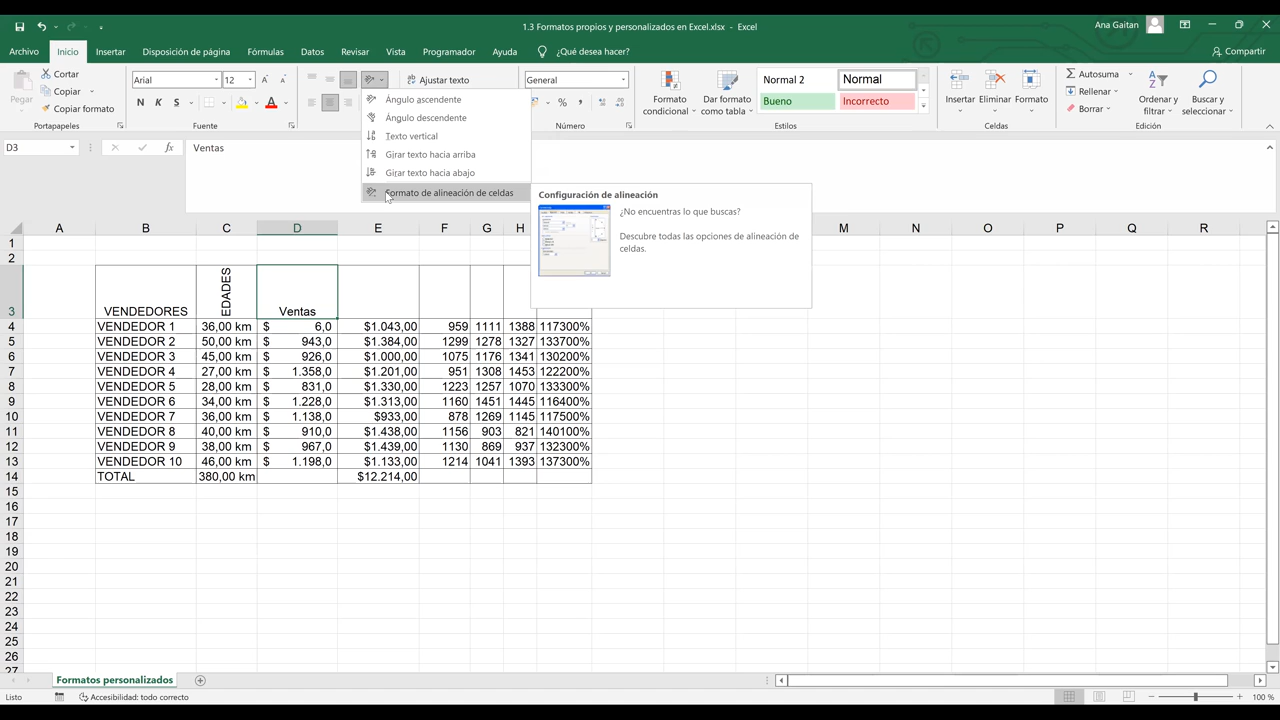 1.3 Formatos propios y personalizados en Excel.xlsx - Excel
Ana Gaitan
Archivo Inicio Insertar Disposición de página Fórmulas Datos Revisar Vista Programador Ayuda ¿Qué desea hacer? Compartir
Pegar
Cortar
Copiar
Copiar formato
Portapapeles
Arial 12
N K S
Fuente
Ajustar texto
General
% 
Número
Formato condicional
Dar formato como tabla
Normal 2 Normal
Bueno Incorrecto
Estilos
Insertar Eliminar Formato
Celdas
Autosuma
Rellenar
Borrar
Ordenar y filtrar
Buscar y seleccionar
Edición
Ángulo ascendente
Ángulo descendente
Texto vertical
Girar texto hacia arriba
Girar texto hacia abajo
Formato de alineación de celdas
Configuración de alineación
¿No encuentras lo que buscas?
Descubre todas las opciones de alineación de
celdas.
D3 fx Ventas
A B C D E F G H M N O P Q R
1
2
3 VENDEDORES EDADES Ventas
4 VENDEDOR 1 36,00 km $ 6,0 $1.043,00 959 1111 1388 117300%
5 VENDEDOR 2 50,00 km $ 943,0 $1.384,00 1299 1278 1327 133700%
6 VENDEDOR 3 45,00 km $ 926,0 $1.000,00 1075 1176 1341 130200%
7 VENDEDOR 4 27,00 km $ 1.358,0 $1.201,00 951 1308 1453 122200%
8 VENDEDOR 5 28,00 km $ 831,0 $1.330,00 1223 1257 1070 133300%
9 VENDEDOR 6 34,00 km $ 1.228,0 $1.313,00 1160 1451 1445 116400%
10 VENDEDOR 7 36,00 km $ 1.138,0 $933,00 878 1269 1145 117500%
11 VENDEDOR 8 40,00 km $ 910,0 $1.438,00 1156 903 821 140100%
12 VENDEDOR 9 38,00 km $ 967,0 $1.439,00 1130 869 937 132300%
13 VENDEDOR 10 46,00 km $ 1.198,0 $1.133,00 1214 1041 1393 137300%
14 TOTAL 380,00 km $12.214,00
15
16
17
18
19
20
21
22
23
24
25
26
27
Formatos personalizados
Listo Accesibilidad: todo correcto 100 %